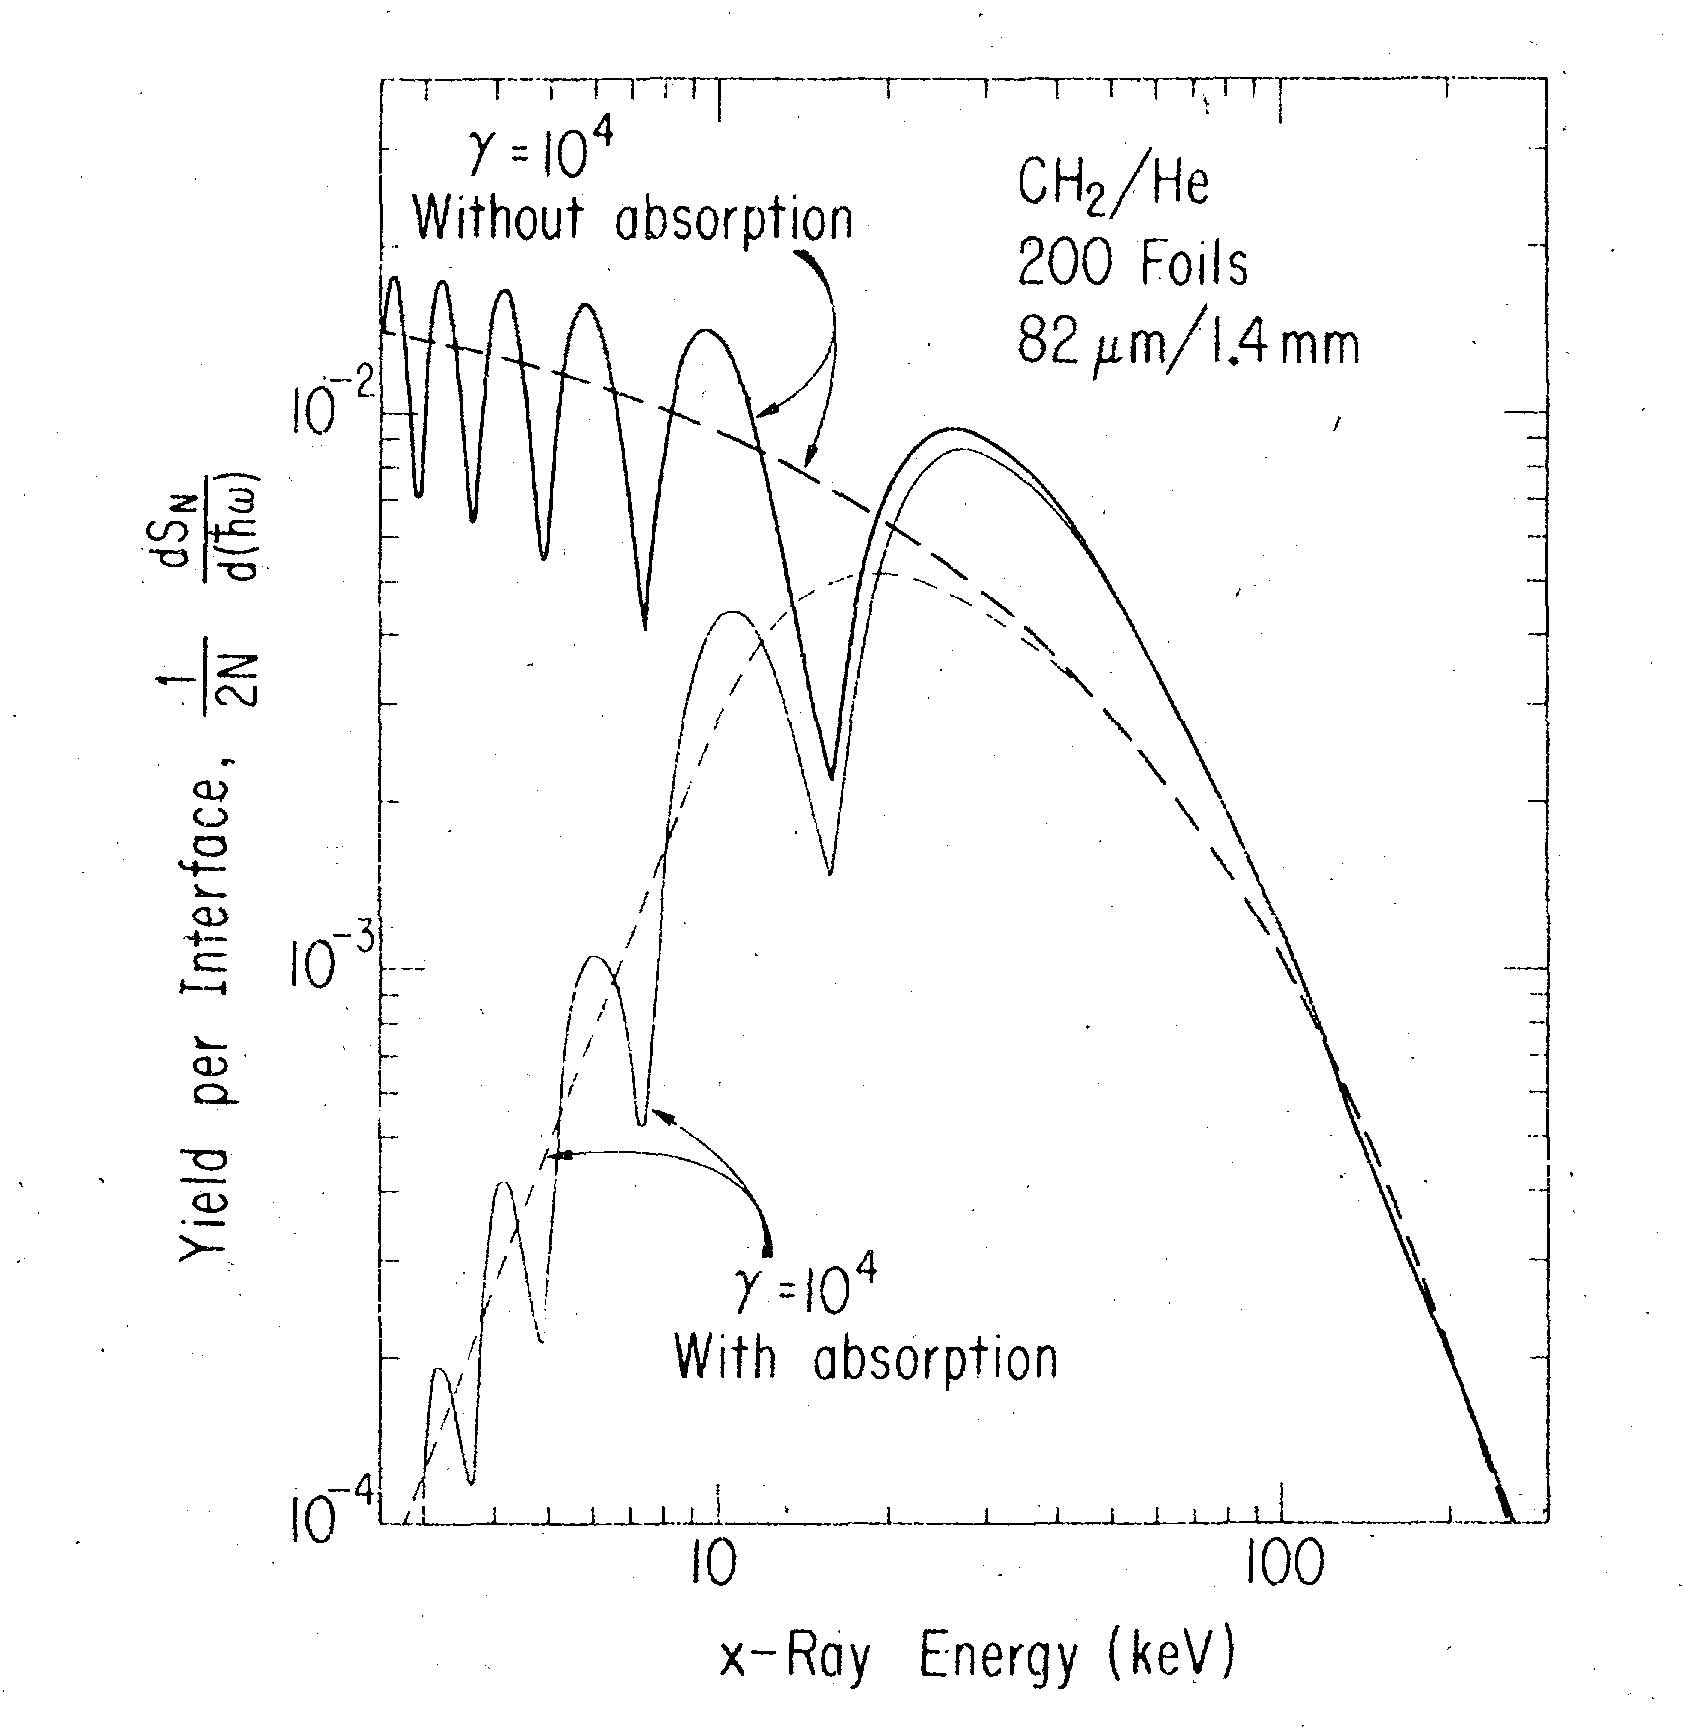 γ = 10⁴
Without absorption
CH₂/He
200 Foils
82 μm/1.4 mm
10⁻²
10⁻³
10⁻⁴
Yield per Interface, 1/2N dS_N/d(ħω)
γ = 10⁴
With absorption
10
100
x-Ray Energy (keV)